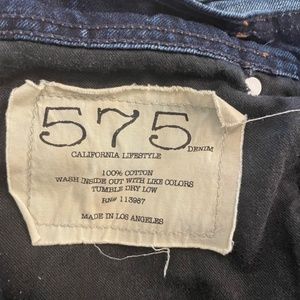 575 DENIM
CALIFORNIA LIFESTYLE
100% COTTON
WASH INSIDE OUT WITH LIKE COLORS
TUMBLE DRY LOW
RN# 113987
MADE IN LOS ANGELES